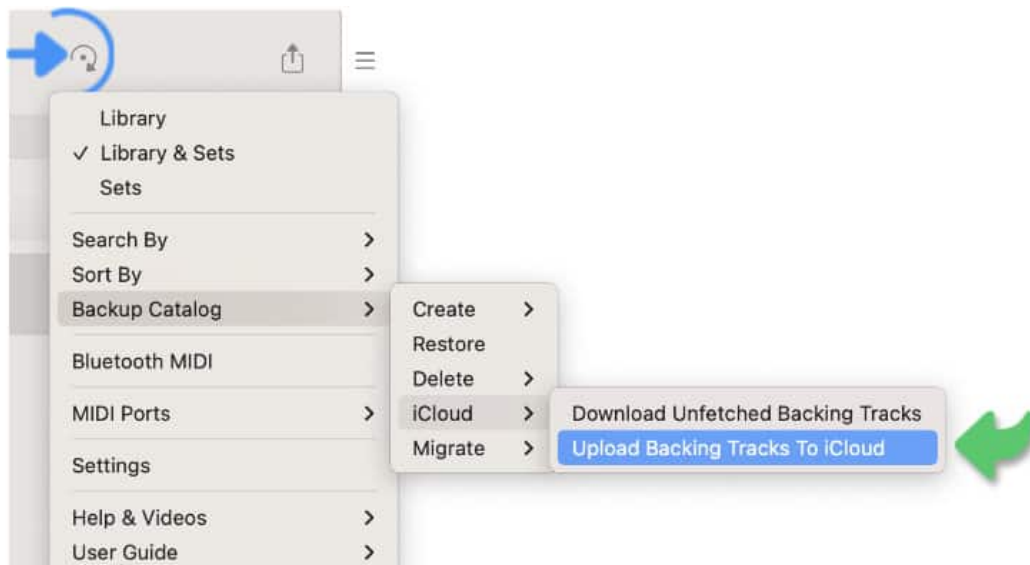 Library
✓ Library & Sets
Sets
Search By
Sort By
Backup Catalog
Bluetooth MIDI
MIDI Ports
Settings
Help & Videos
User Guide
Create
Restore
Delete
iCloud
Migrate
Download Unfetched Backing Tracks
Upload Backing Tracks To iCloud